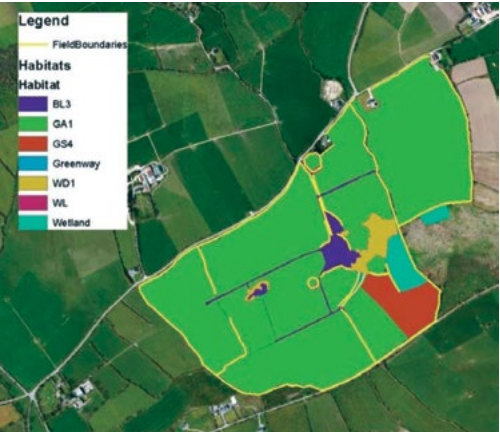 Legend
FieldBoundaries
Habitats
Habitat
BL3
GA1
GS4
Greenway
WD1
WL
Wetland